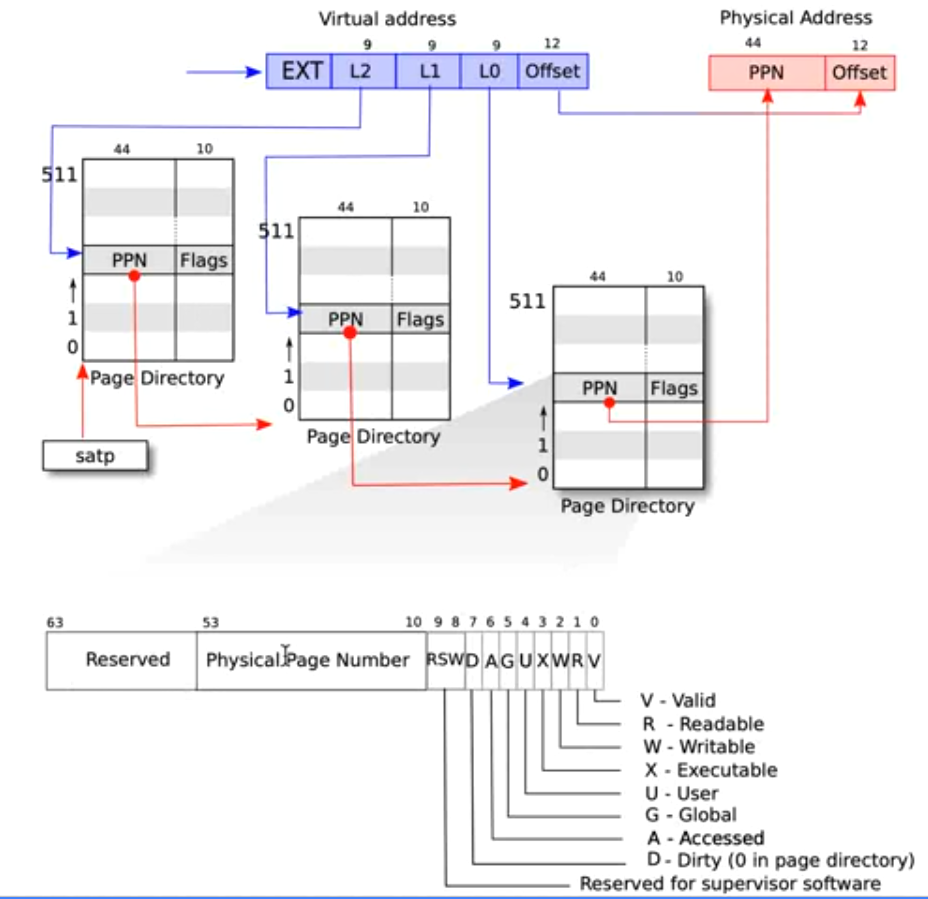 Virtual address
Physical Address
9 9 9 12
44 12
EXT L2 L1 L0 Offset
PPN Offset
44 10
511
PPN Flags
1
0
Page Directory
satp
44 10
511
PPN Flags
1
0
Page Directory
44 10
511
PPN Flags
1
0
Page Directory
63 53 10 9 8 7 6 5 4 3 2 1 0
Reserved Physical Page Number RSW D A G U X W R V
V - Valid
R - Readable
W - Writable
X - Executable
U - User
G - Global
A - Accessed
D - Dirty (0 in page directory)
Reserved for supervisor software